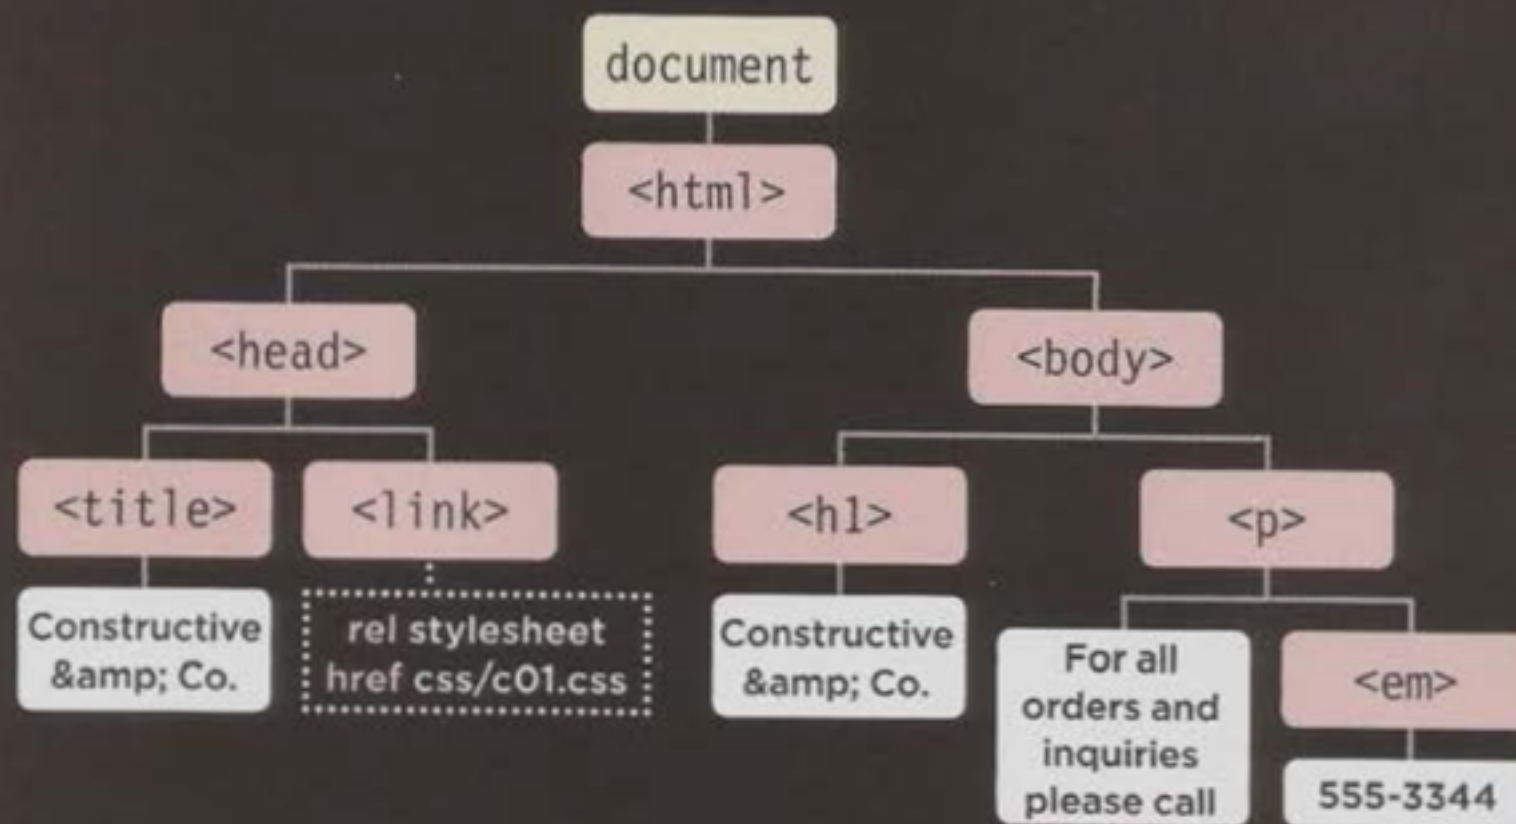 document
<html>
<head>
<body>
<title>
<link>
<h1>
<p>
Constructive
&amp; Co.
rel stylesheet
href css/c01.css
Constructive
&amp; Co.
For all
orders and
inquiries
please call
<em>
555-3344